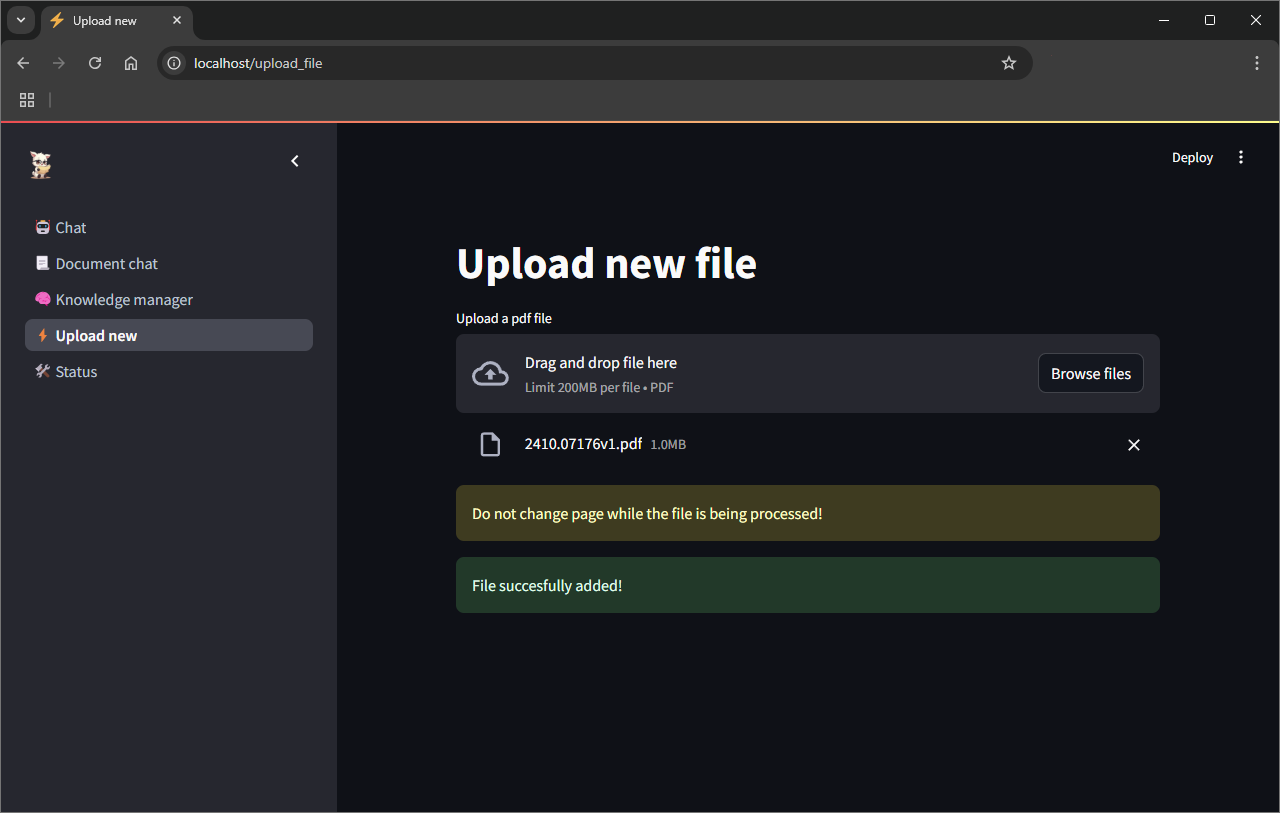 Upload new
localhost/upload_file
Deploy
Chat
Document chat
Knowledge manager
Upload new
Status
Upload new file
Upload a pdf file
Drag and drop file here
Limit 200MB per file • PDF
Browse files
2410.07176v1.pdf 1.0MB
Do not change page while the file is being processed!
File succesfully added!